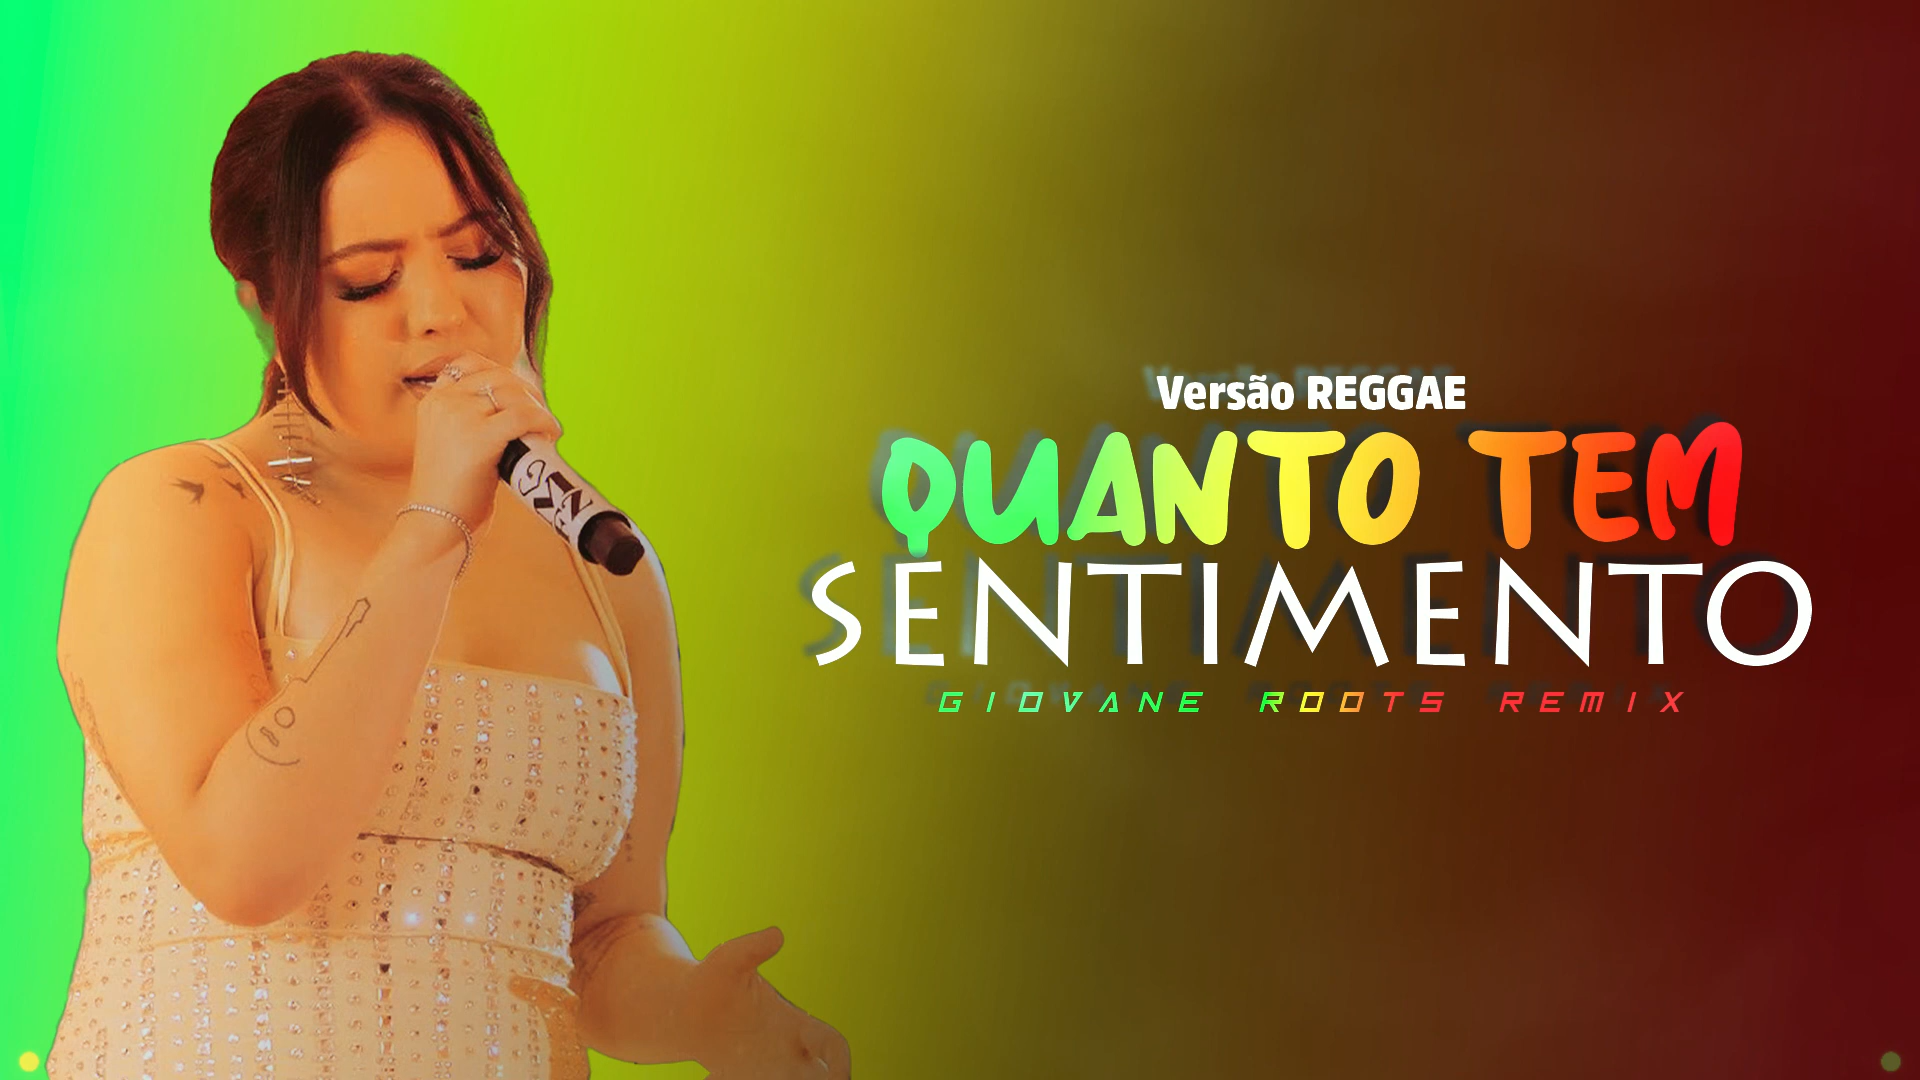 Versão REGGAE
QUANTO TEM
SENTIMENTO
GIOVANE ROOTS REMIX